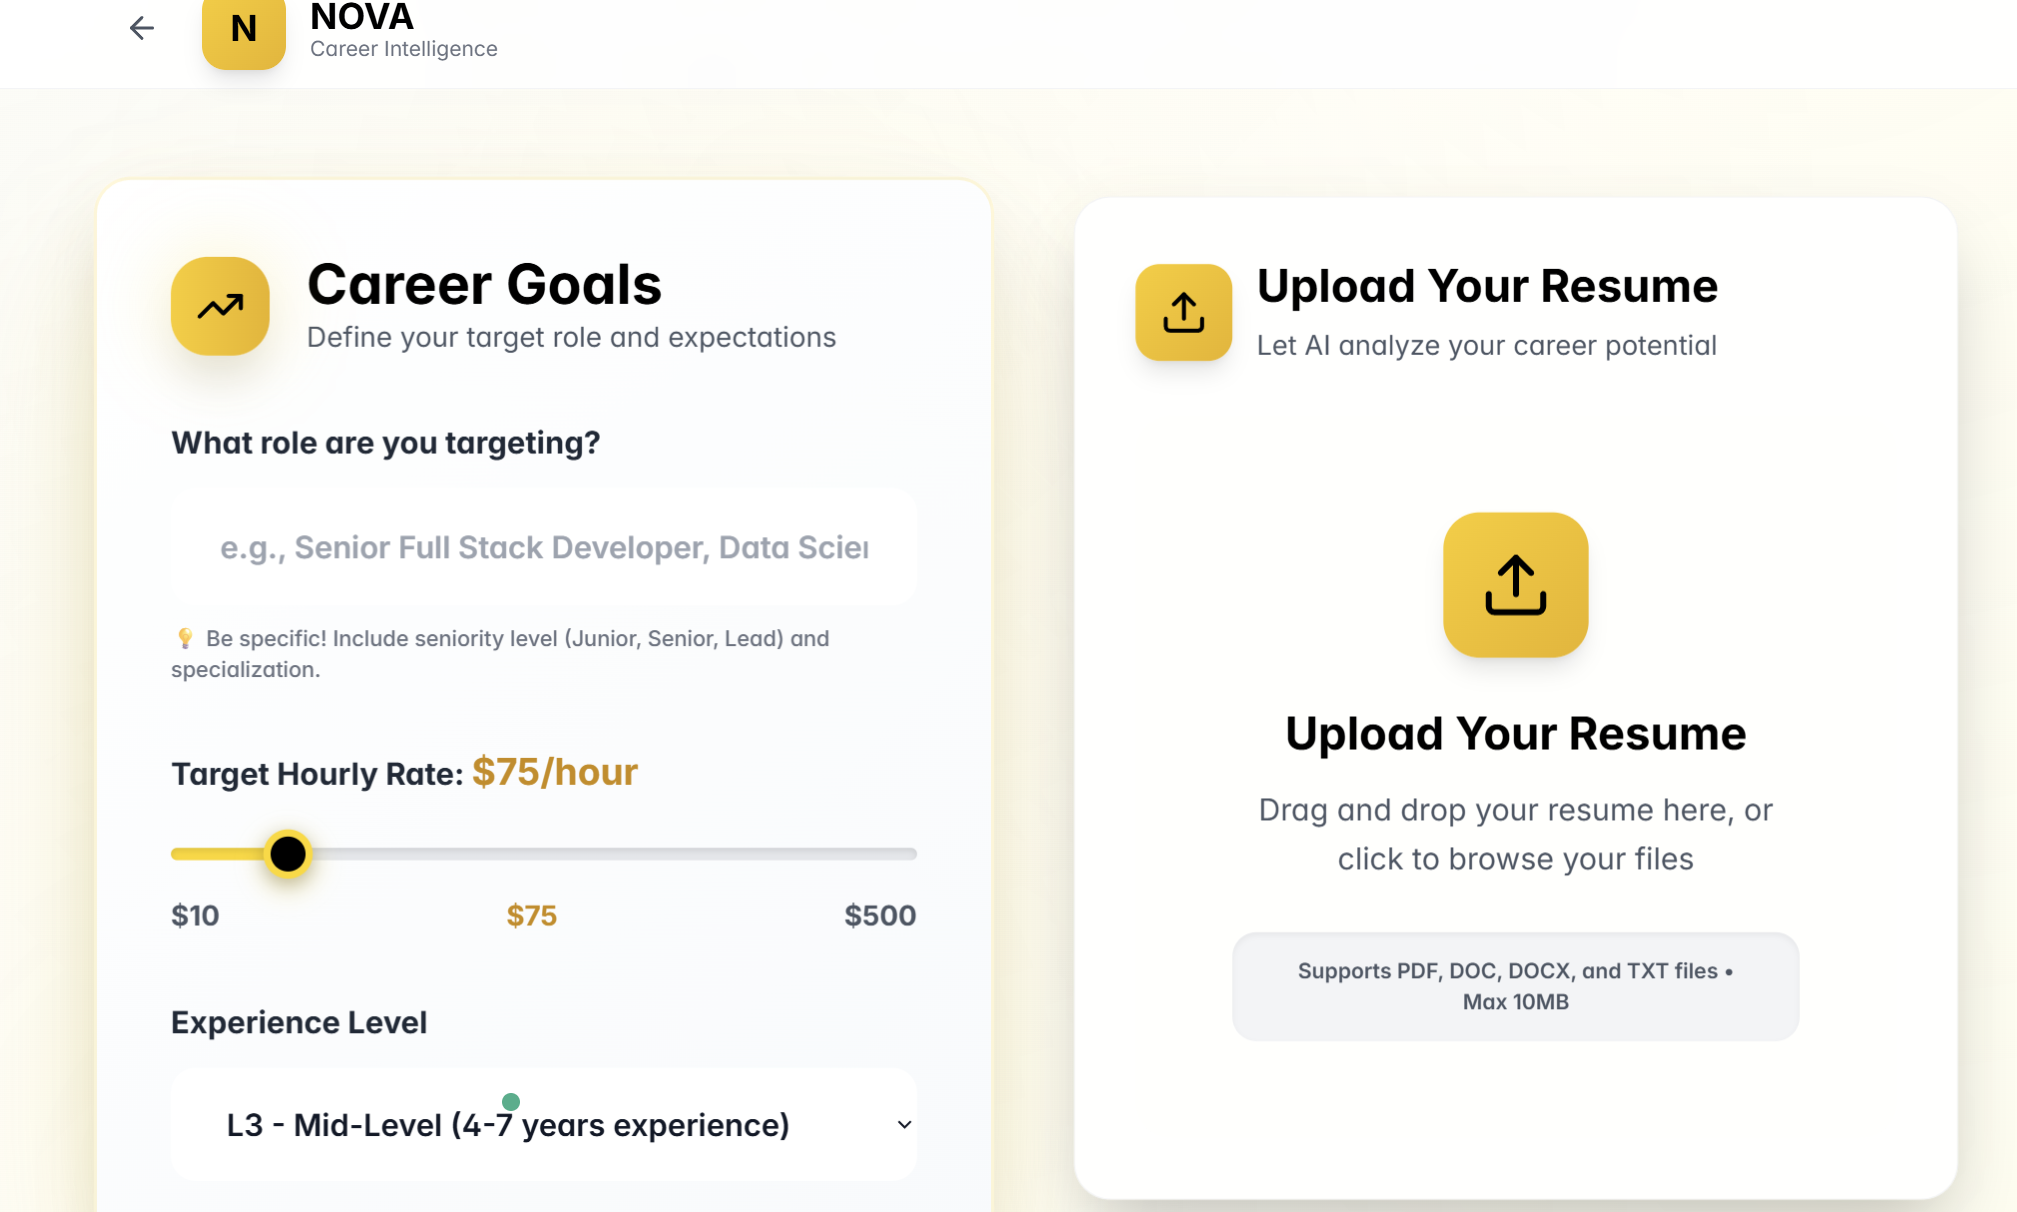 N
NOVA
Career Intelligence
Career Goals
Define your target role and expectations
What role are you targeting?
e.g., Senior Full Stack Developer, Data
💡 Be specific! Include seniority level (Junior, Senior, Lead) and
specialization.
Target Hourly Rate: $75/hour
$10 $75 $500
Experience Level
L3 - Mid-Level (4-7 years experience)
Upload Your Resume
Let AI analyze your career potential
Upload Your Resume
Drag and drop your resume here, or
click to browse your files
Supports PDF, DOC, DOCX, and TXT files •
Max 10MB